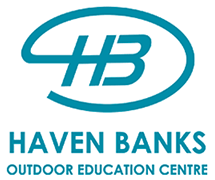 HB
HAVEN BANKS
OUTDOOR EDUCATION CENTRE